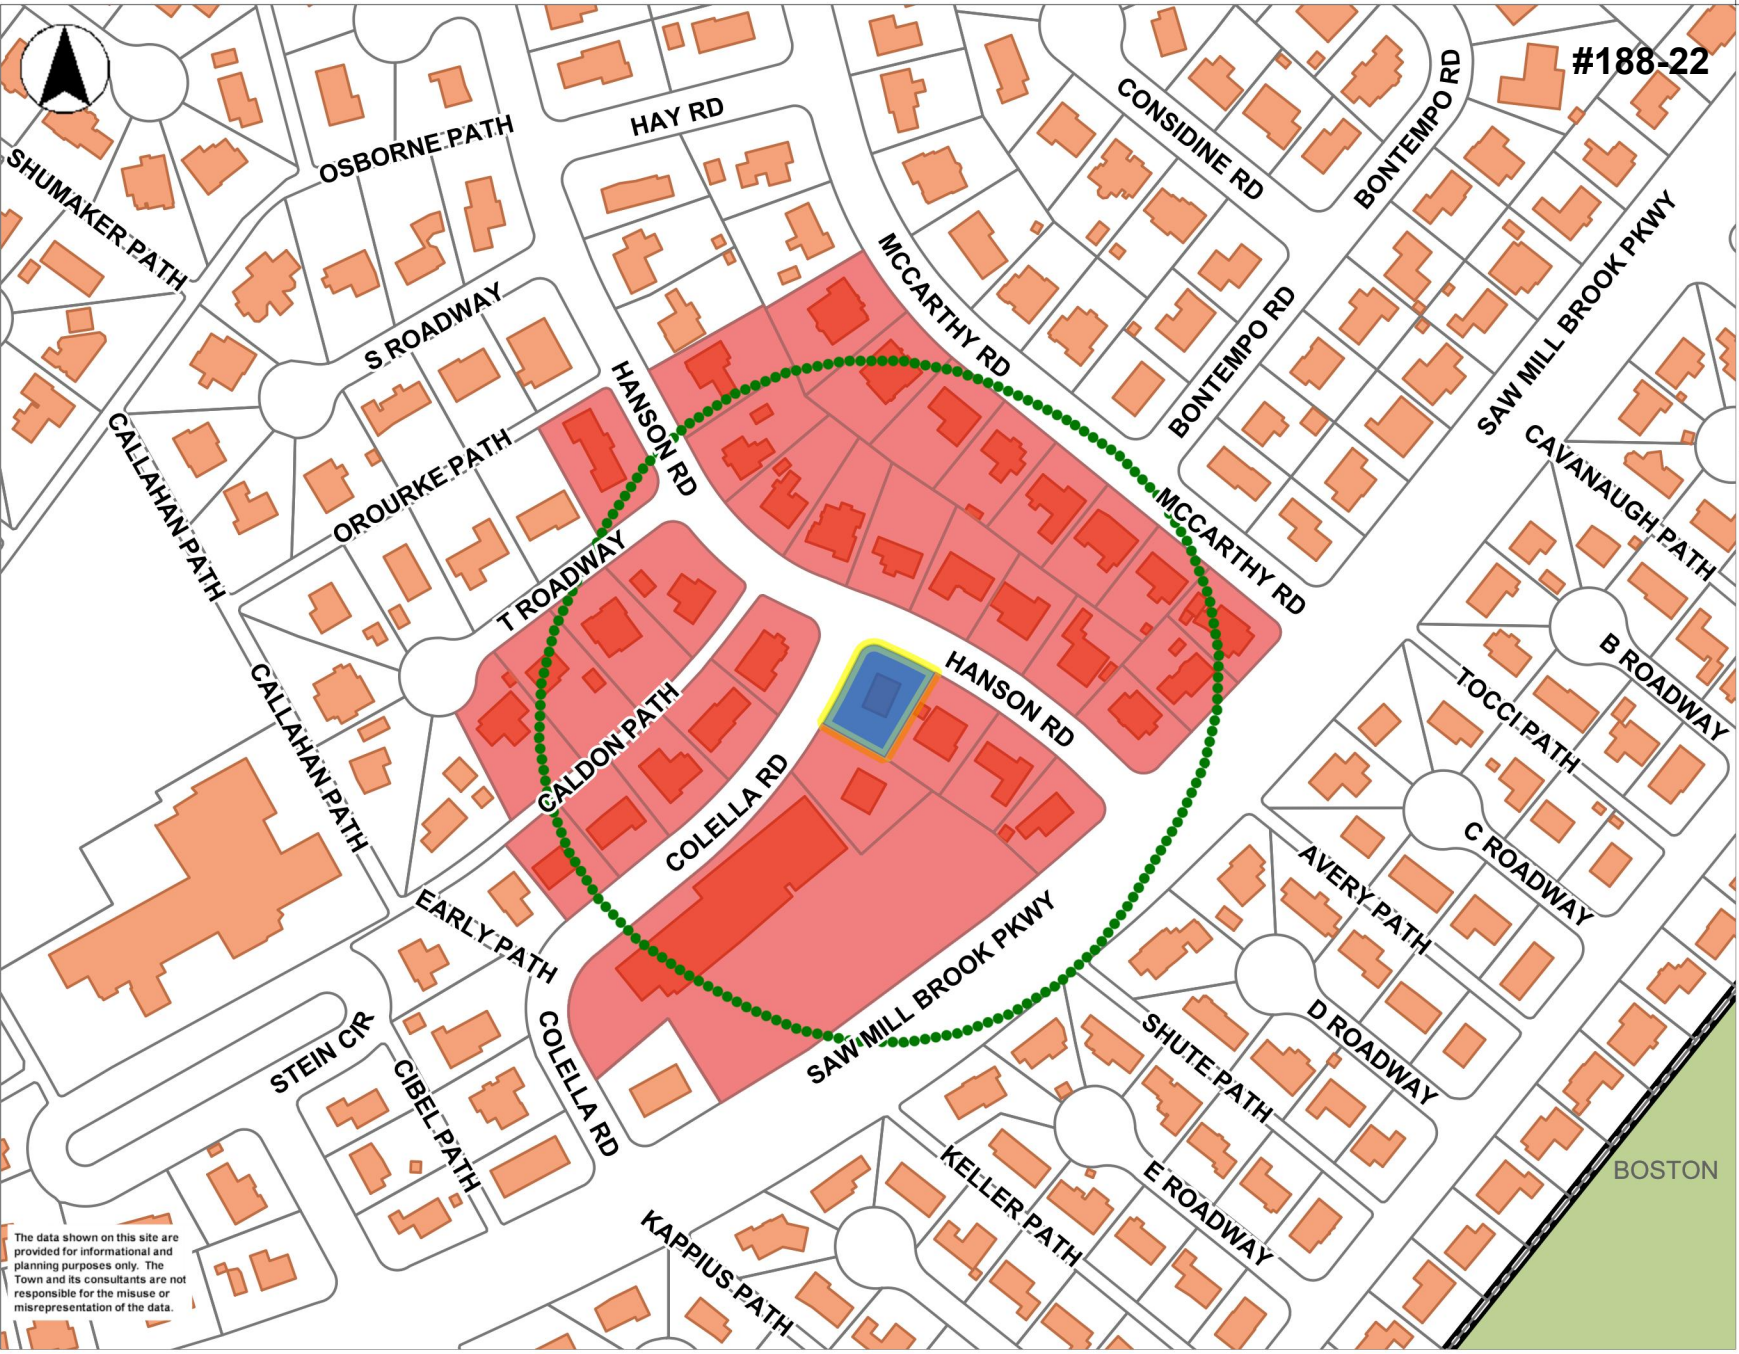 #188-22
HAY RD
OSBORNE PATH
CONSIDINE RD
BONTEMPO RD
SHUMAKER PATH
SAW MILL BROOK PKWY
MCCARTHY RD
S ROADWAY
BONTEMPO RD
HANSON RD
CALLAHAN PATH
OROURKE PATH
CAVANAUGH PATH
MCCARTHY RD
T ROADWAY
B ROADWAY
CALLAHAN PATH
HANSON RD
TOCCI PATH
CALDON PATH
COLELLA RD
C ROADWAY
AVERY PATH
EARLY PATH
SAW MILL BROOK PKWY
D ROADWAY
SHUTE PATH
STEIN CIR
CIBEL PATH
COLELLA RD
BOSTON
KELLER PATH
E ROADWAY
KAPPIUS PATH
The data shown on this site are
provided for informational and
planning purposes only. The
Town and its consultants are not
responsible for the misuse or
misrepresentation of the data.